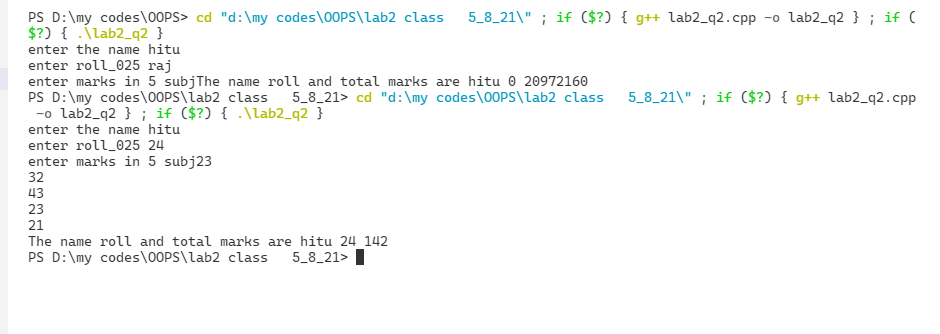 PS D:\my codes\OOPS> cd "d:\my codes\OOPS\lab2 class   5_8_21\" ; if ($?) { g++ lab2_q2.cpp -o lab2_q2 } ; if (
$?) { .\lab2_q2 }
enter the name hitu
enter roll_025 raj
enter marks in 5 subjThe name roll and total marks are hitu 0 20972160
PS D:\my codes\OOPS\lab2 class   5_8_21> cd "d:\my codes\OOPS\lab2 class   5_8_21\" ; if ($?) { g++ lab2_q2.cpp
 -o lab2_q2 } ; if ($?) { .\lab2_q2 }
enter the name hitu
enter roll_025 24
enter marks in 5 subj23
32
43
23
21
The name roll and total marks are hitu 24 142
PS D:\my codes\OOPS\lab2 class   5_8_21>